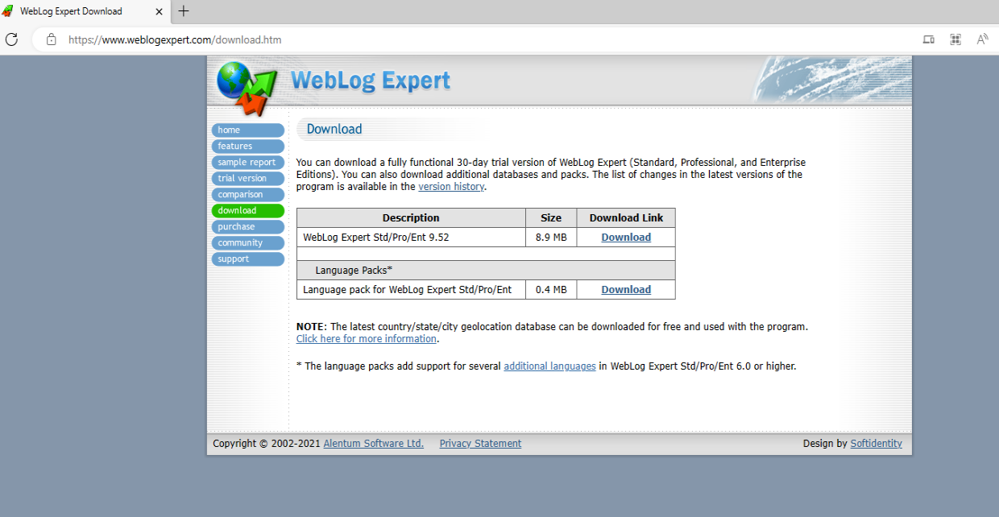 WebLog Expert Download
https://www.weblogexpert.com/download.htm
WebLog Expert
home
features
sample report
trial version
comparison
download
purchase
community
support
Download
You can download a fully functional 30-day trial version of WebLog Expert (Standard, Professional, and Enterprise
Editions). You can also download additional databases and packs. The list of changes in the latest versions of the
program is available in the version history.
Description Size Download Link
WebLog Expert Std/Pro/Ent 9.52 8.9 MB Download
Language Packs*
Language pack for WebLog Expert Std/Pro/Ent 0.4 MB Download
NOTE: The latest country/state/city geolocation database can be downloaded for free and used with the program.
Click here for more information.
* The language packs add support for several additional languages in WebLog Expert Std/Pro/Ent 6.0 or higher.
Copyright © 2002-2021 Alentum Software Ltd. Privacy Statement Design by Softidentity